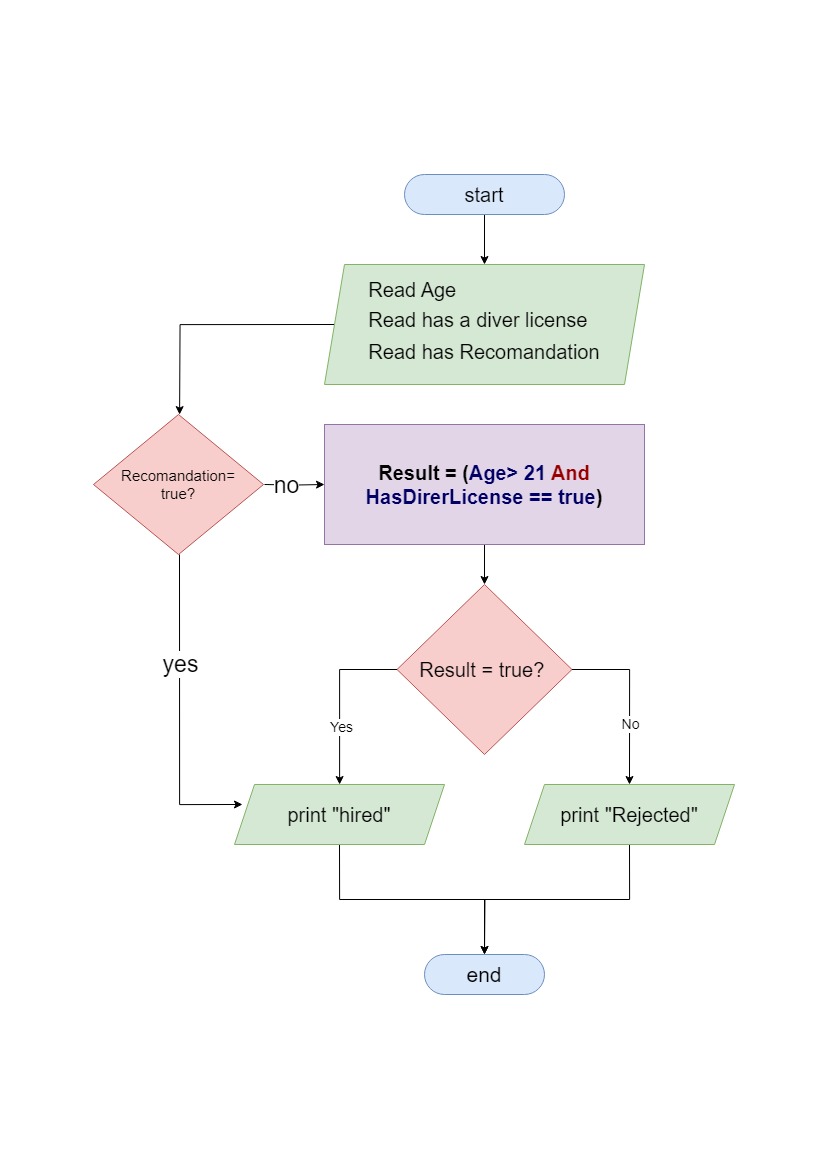 start
Read Age
Read has a diver license
Read has Recomandation
Recomandation=
true?
no
Result = (Age> 21 And
HasDirerLicense == true)
yes
Result = true?
Yes
No
print "hired"
print "Rejected"
end